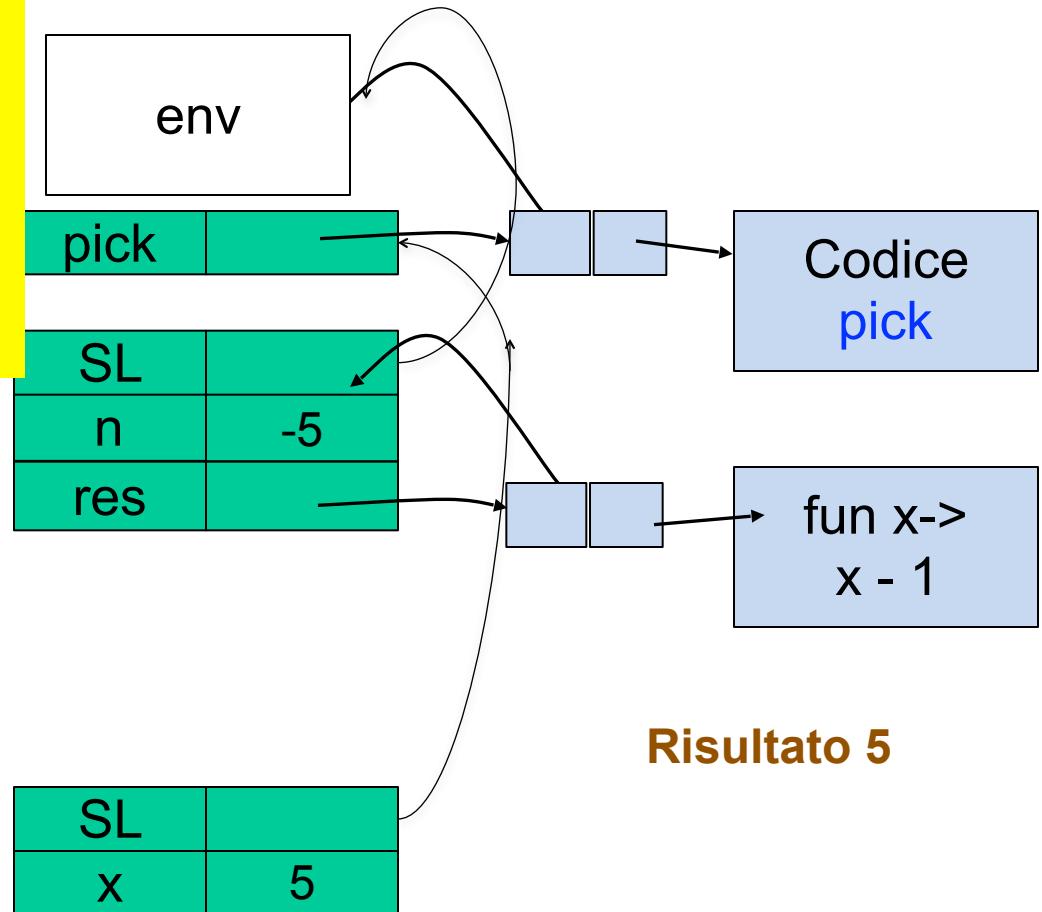 env
pick
Codice
pick
SL
n -5
res
fun x->
x - 1
Risultato 5
SL
x 5